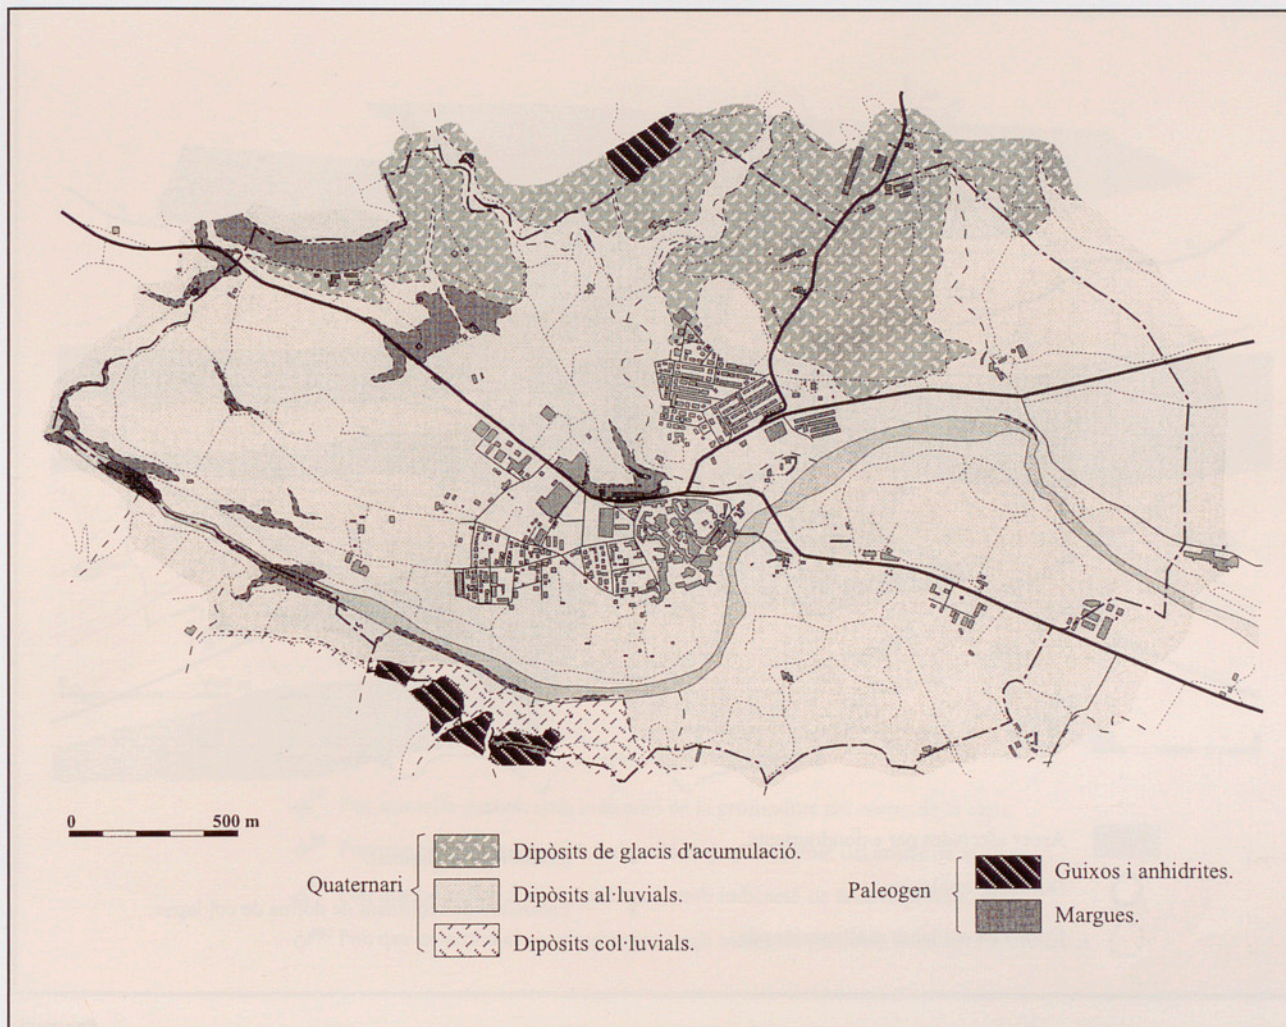 0 500 m
Quaternari
Dipòsits de glacis d'acumulació.
Dipòsits al·luvials.
Dipòsits col·luvials.
Paleogen
Guixos i anhidrites.
Margues.